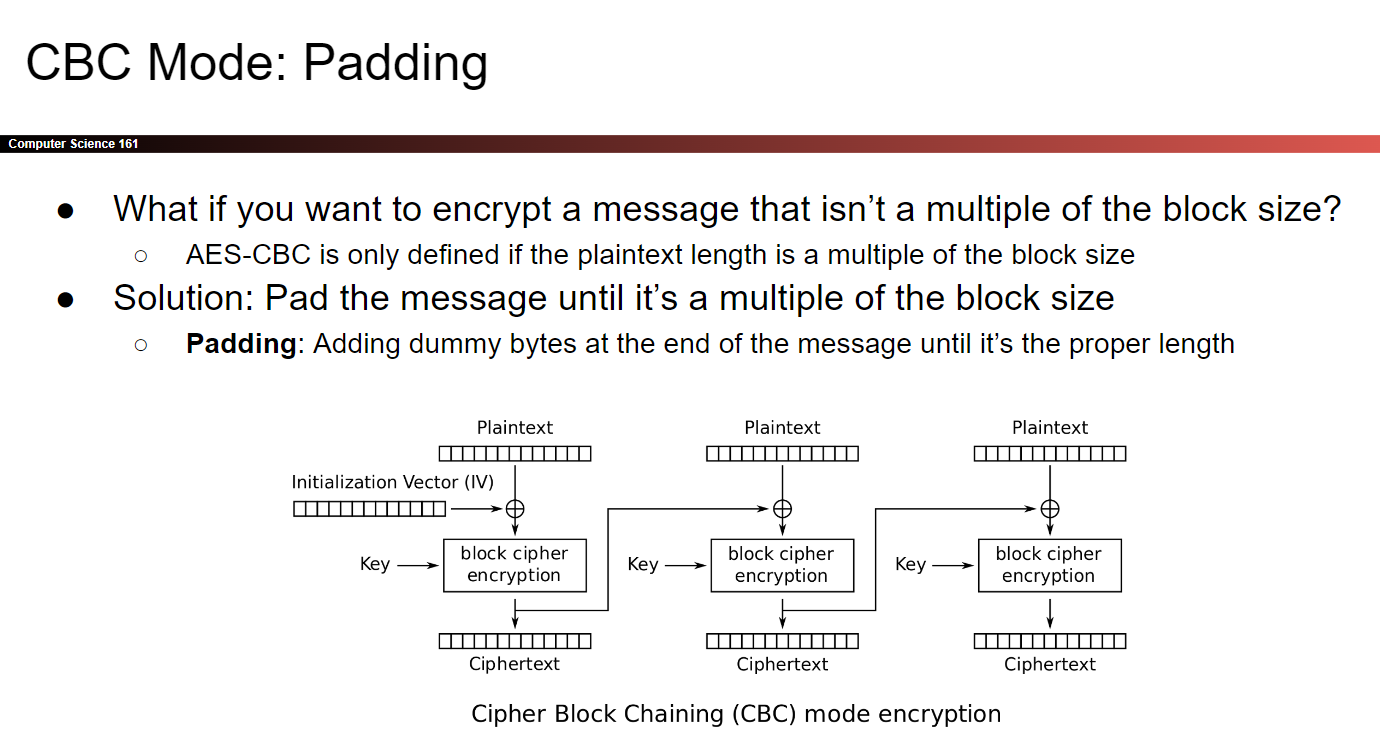 CBC Mode: Padding
Computer Science 161
● What if you want to encrypt a message that isn’t a multiple of the block size?
○ AES-CBC is only defined if the plaintext length is a multiple of the block size
● Solution: Pad the message until it’s a multiple of the block size
○ Padding: Adding dummy bytes at the end of the message until it’s the proper length
Plaintext Plaintext Plaintext
Initialization Vector (IV)
Key block cipher encryption Key block cipher encryption Key block cipher encryption
Ciphertext Ciphertext Ciphertext
Cipher Block Chaining (CBC) mode encryption